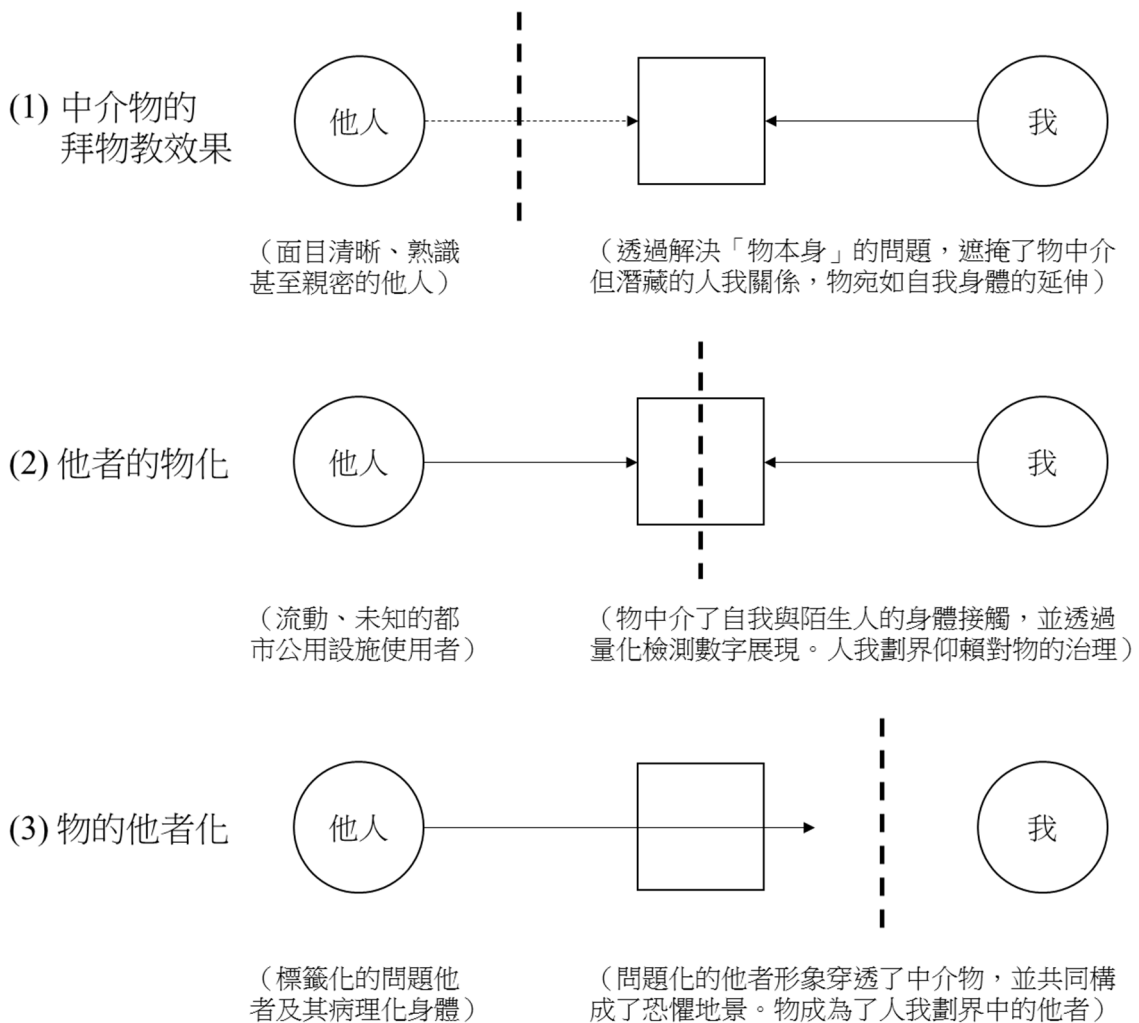 (1) 中介物的
拜物教效果
他人
我
（面目清晰、熟識
甚至親密的他人）
（透過解決「物本身」的問題，遮掩了物中介
但潛藏的人我關係，物宛如自我身體的延伸）
(2) 他者的物化
他人
我
（流動、未知的都
市公用設施使用者）
（物中介了自我與陌生人的身體接觸，並透過
量化檢測數字展現。人我劃界仰賴對物的治理）
(3) 物的他者化
他人
我
（標籤化的問題他
者及其病理化身體）
（問題化的他者形象穿透了中介物，並共同構
成了恐懼地景。物成為了人我劃界中的他者）